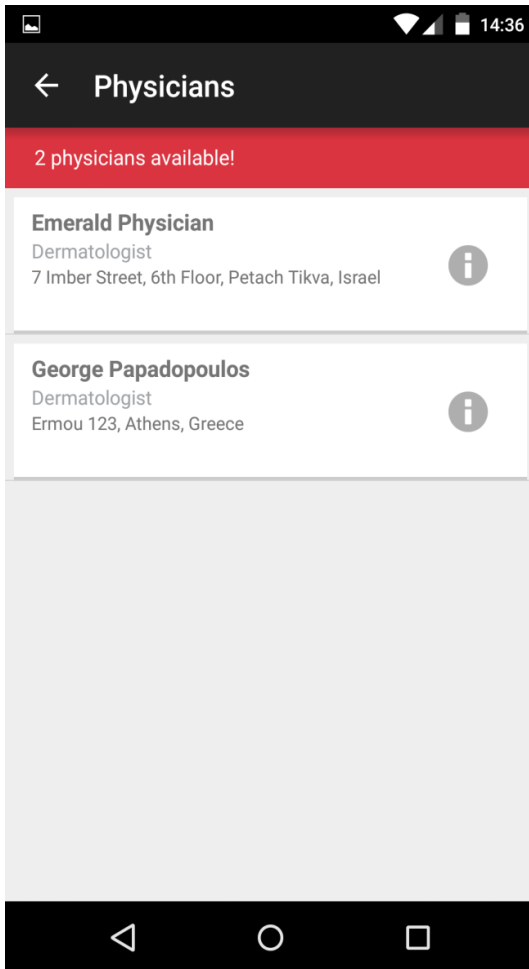 14:36
Physicians
2 physicians available!
Emerald Physician
Dermatologist
7 Imber Street, 6th Floor, Petach Tikva, Israel
George Papadopoulos
Dermatologist
Ermou 123, Athens, Greece